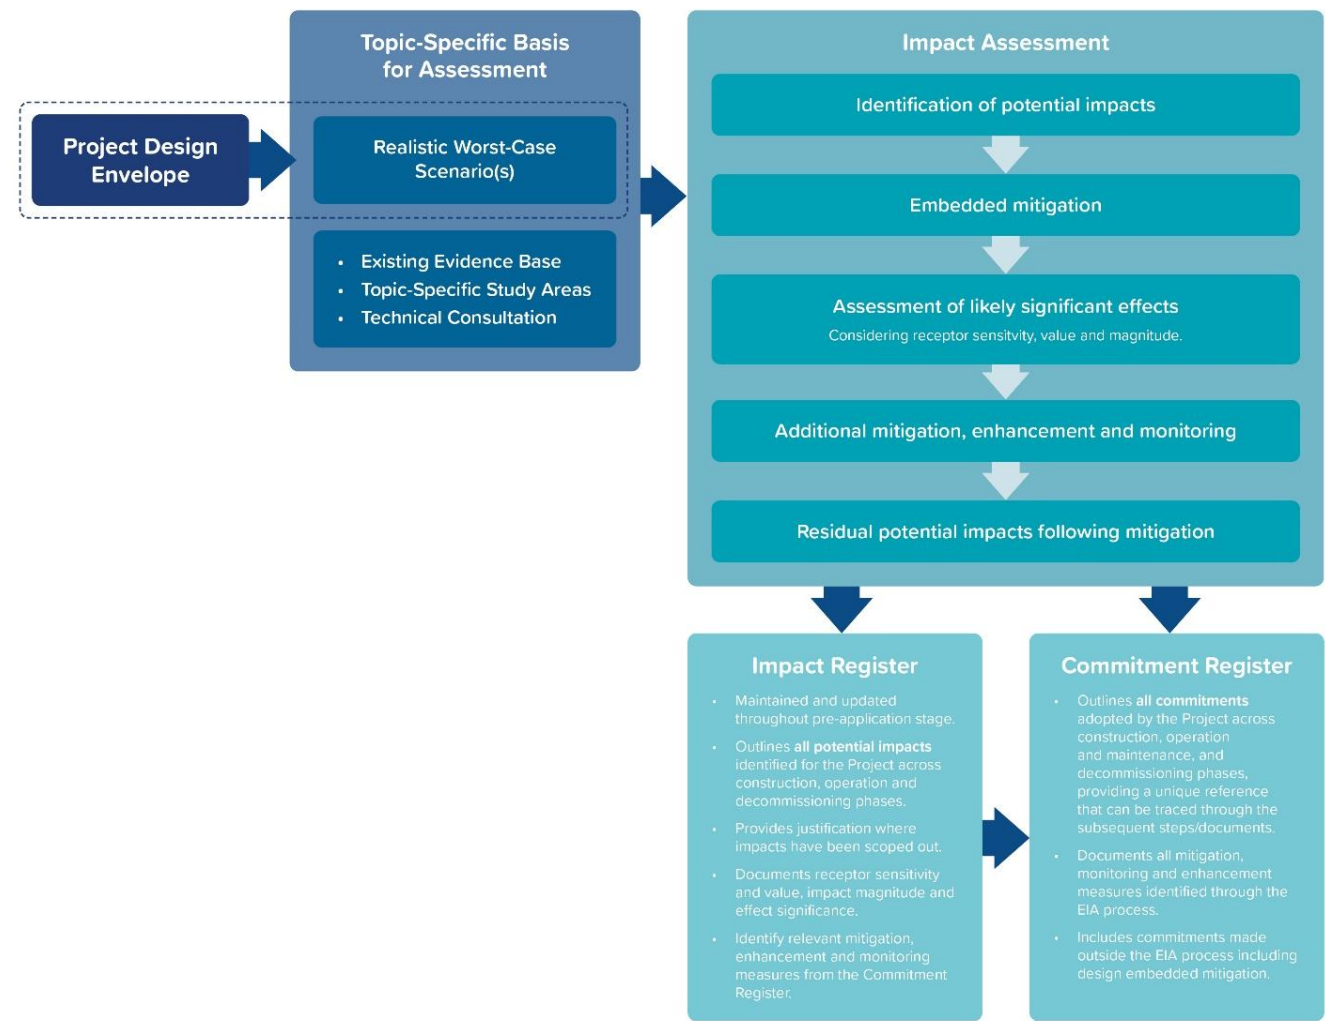 Topic-Specific Basis
for Assessment
Project Design
Envelope
Realistic Worst-Case
Scenario(s)
• Existing Evidence Base
• Topic-Specific Study Areas
• Technical Consultation
Impact Assessment
Identification of potential impacts
Embedded mitigation
Assessment of likely significant effects
Considering receptor sensitvity, value and magnitude.
Additional mitigation, enhancement and monitoring
Residual potential impacts following mitigation
Impact Register
• Maintained and updated
throughout pre-application stage.
• Outlines all potential impacts
identified for the Project across
construction, operation and
decommissioning phases.
• Provides justification where
impacts have been scoped out.
• Documents receptor sensitivity
and value, impact magnitude and
effect significance.
• Identify relevant mitigation,
enhancement and monitoring
measures from the Commitment
Register.
Commitment Register
• Outlines all commitments
adopted by the Project across
construction, operation
and maintenance, and
decommissioning phases,
providing a unique reference
that can be traced through the
subsequent steps/documents.
• Documents all mitigation,
monitoring and enhancement
measures identified through the
EIA process.
• Includes commitments made
outside the EIA process including
design embedded mitigation.